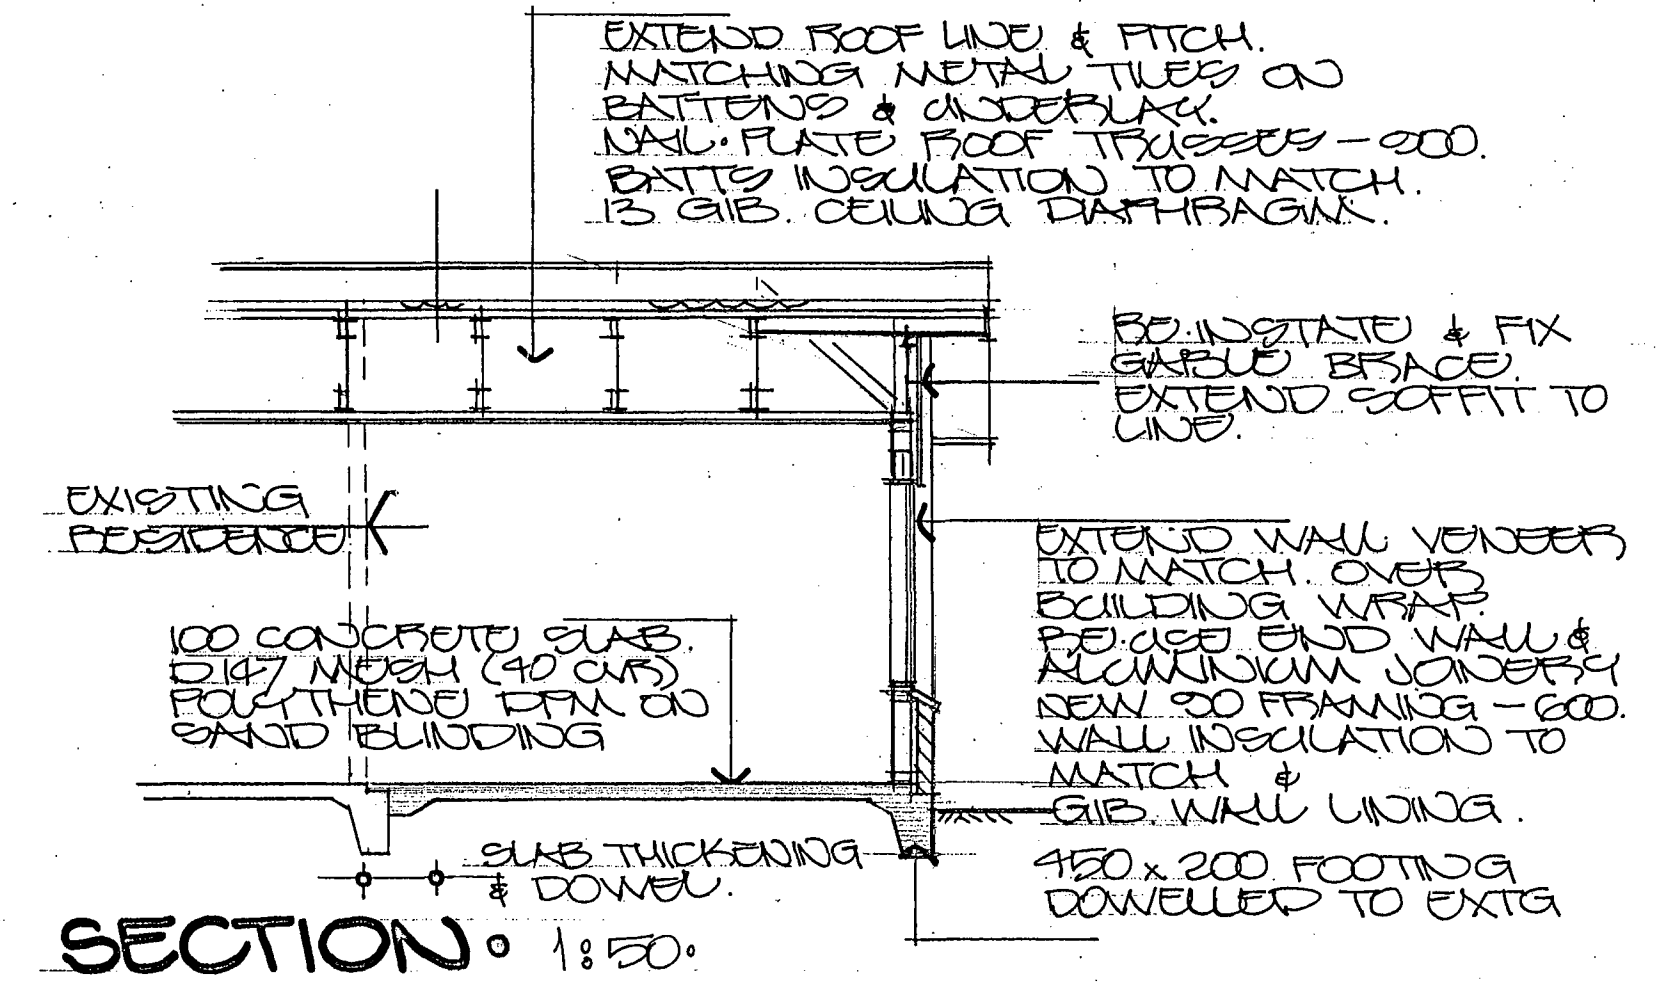 EXTEND ROOF LINE & PITCH.
MATCHING METAL TILES ON
BATTENS & UNDERLAY.
NAIL·PLATE ROOF TRUSSES - 900.
BATTS INSULATION TO MATCH.
13 GIB. CEILING DIAPHRAGM.
RE·INSTATE & FIX
GABLE BRACE.
EXTEND SOFFIT TO
LINE.
EXISTING
RESIDENCE
EXTEND WALL VENEER
TO MATCH. OVER
BUILDING WRAP.
RE·USE END WALL &
ALUMINIUM JOINERY
NEW 90 FRAMING - 600.
WALL INSULATION TO
MATCH &
GIB. WALL LINING.
100 CONCRETE SLAB.
D147 MESH (40 CVR)
POLYTHENE DPM ON
SAND BLINDING
SLAB THICKENING
& DOWEL.
450 x 200 FOOTING
DOWELLED TO EXTG
SECTION· 1:50·